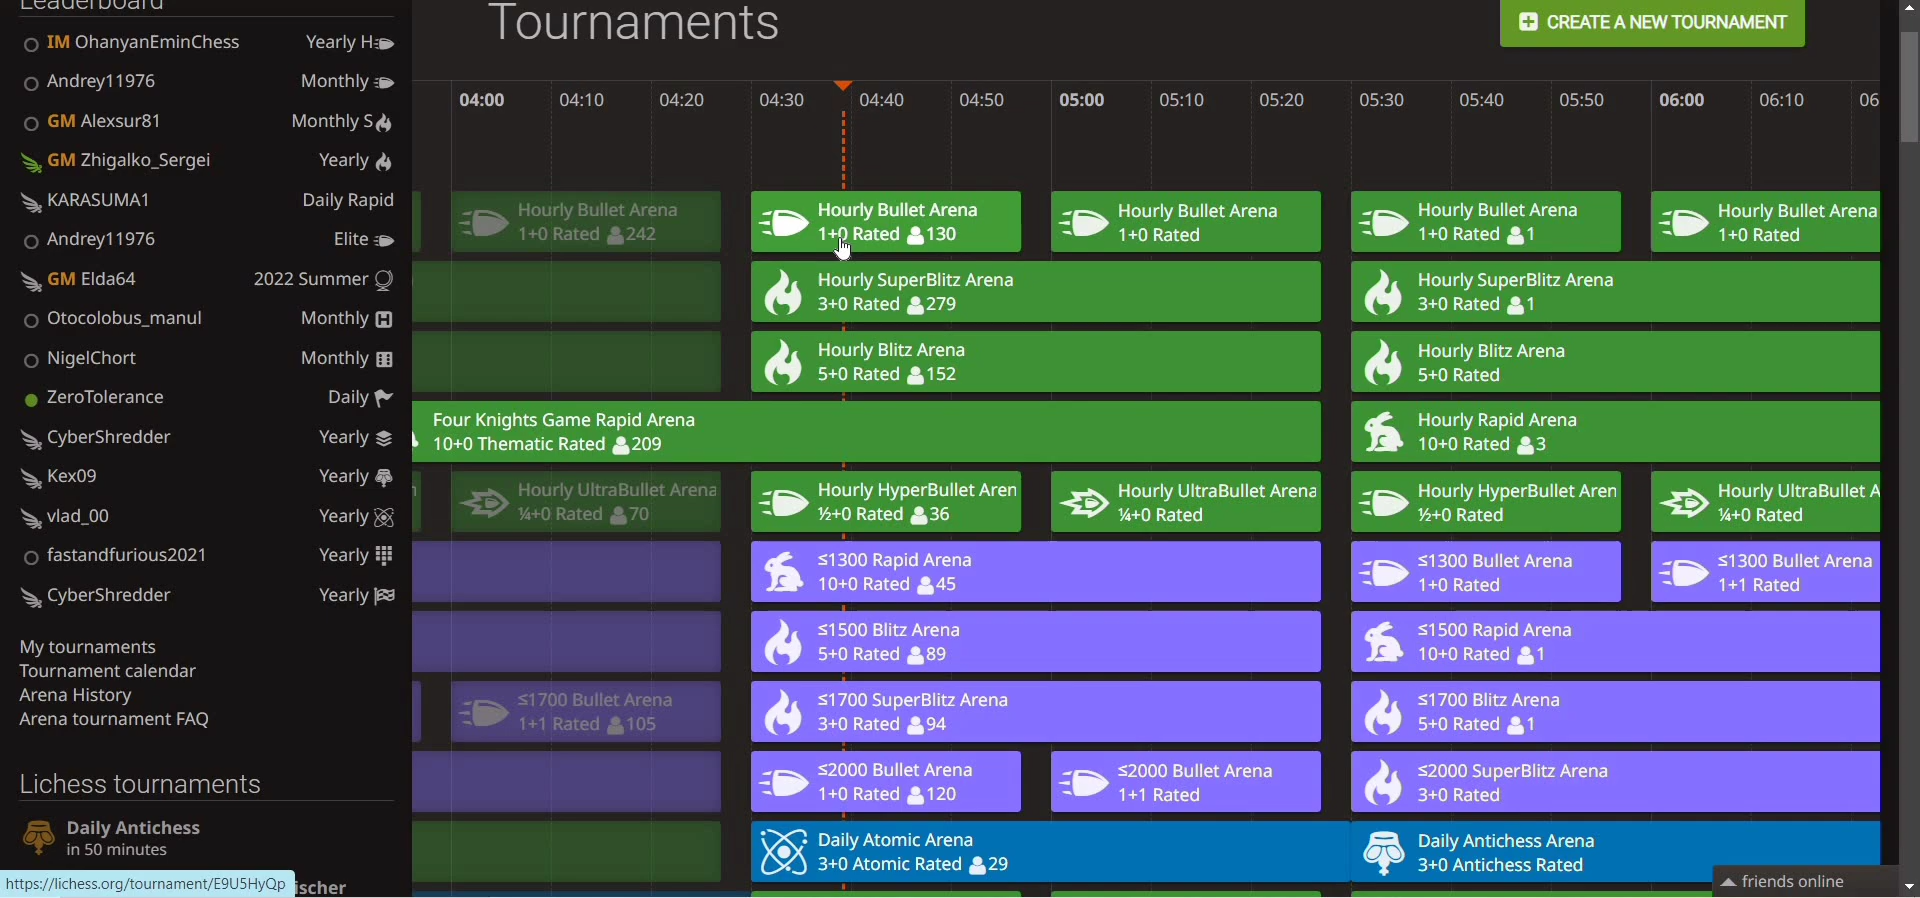 Leaderboard
IM OhanyanEminChess Yearly H
Andrey11976 Monthly
GM Alexsur81 Monthly S
GM Zhigalko_Sergei Yearly
KARASUMA1 Daily Rapid
Andrey11976 Elite
GM Elda64 2022 Summer
Otocolobus_manul Monthly
NigelChort Monthly
ZeroTolerance Daily
CyberShredder Yearly
Kex09 Yearly
vlad_00 Yearly
fastandfurious2021 Yearly
CyberShredder Yearly
My tournaments
Tournament calendar
Arena History
Arena tournament FAQ
Lichess tournaments
Daily Antichess
in 50 minutes
ischer
https://lichess.org/tournament/E9U5HyQp
Tournaments
CREATE A NEW TOURNAMENT
04:00 04:10 04:20 04:30 04:40 04:50 05:00 05:10 05:20 05:30 05:40 05:50 06:00 06:10 06
Hourly Bullet Arena
1+0 Rated 242
Hourly Bullet Arena
1+0 Rated 130
Hourly Bullet Arena
1+0 Rated
Hourly Bullet Arena
1+0 Rated 1
Hourly Bullet Arena
1+0 Rated
Hourly SuperBlitz Arena
3+0 Rated 279
Hourly SuperBlitz Arena
3+0 Rated 1
Hourly Blitz Arena
5+0 Rated 152
Hourly Blitz Arena
5+0 Rated
Four Knights Game Rapid Arena
10+0 Thematic Rated 209
Hourly Rapid Arena
10+0 Rated 3
Hourly UltraBullet Arena
¼+0 Rated 70
Hourly HyperBullet Aren
½+0 Rated 36
Hourly UltraBullet Arena
¼+0 Rated
Hourly HyperBullet Aren
½+0 Rated
Hourly UltraBullet A
¼+0 Rated
≤1300 Rapid Arena
10+0 Rated 45
≤1300 Bullet Arena
1+0 Rated
≤1300 Bullet Arena
1+1 Rated
≤1500 Blitz Arena
5+0 Rated 89
≤1500 Rapid Arena
10+0 Rated 1
≤1700 Bullet Arena
1+1 Rated 105
≤1700 SuperBlitz Arena
3+0 Rated 94
≤1700 Blitz Arena
5+0 Rated 1
≤2000 Bullet Arena
1+0 Rated 120
≤2000 Bullet Arena
1+1 Rated
≤2000 SuperBlitz Arena
3+0 Rated
Daily Atomic Arena
3+0 Atomic Rated 29
Daily Antichess Arena
3+0 Antichess Rated
friends online